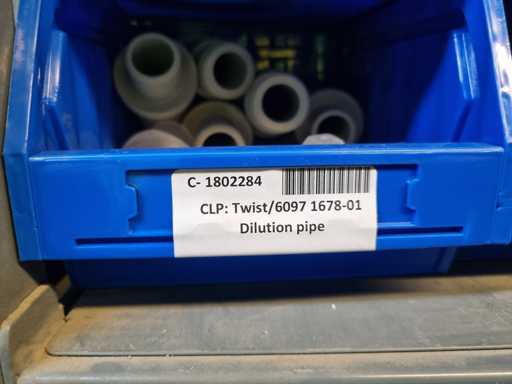 C- 1802284
CLP: Twist/6097 1678-01
Dilution pipe